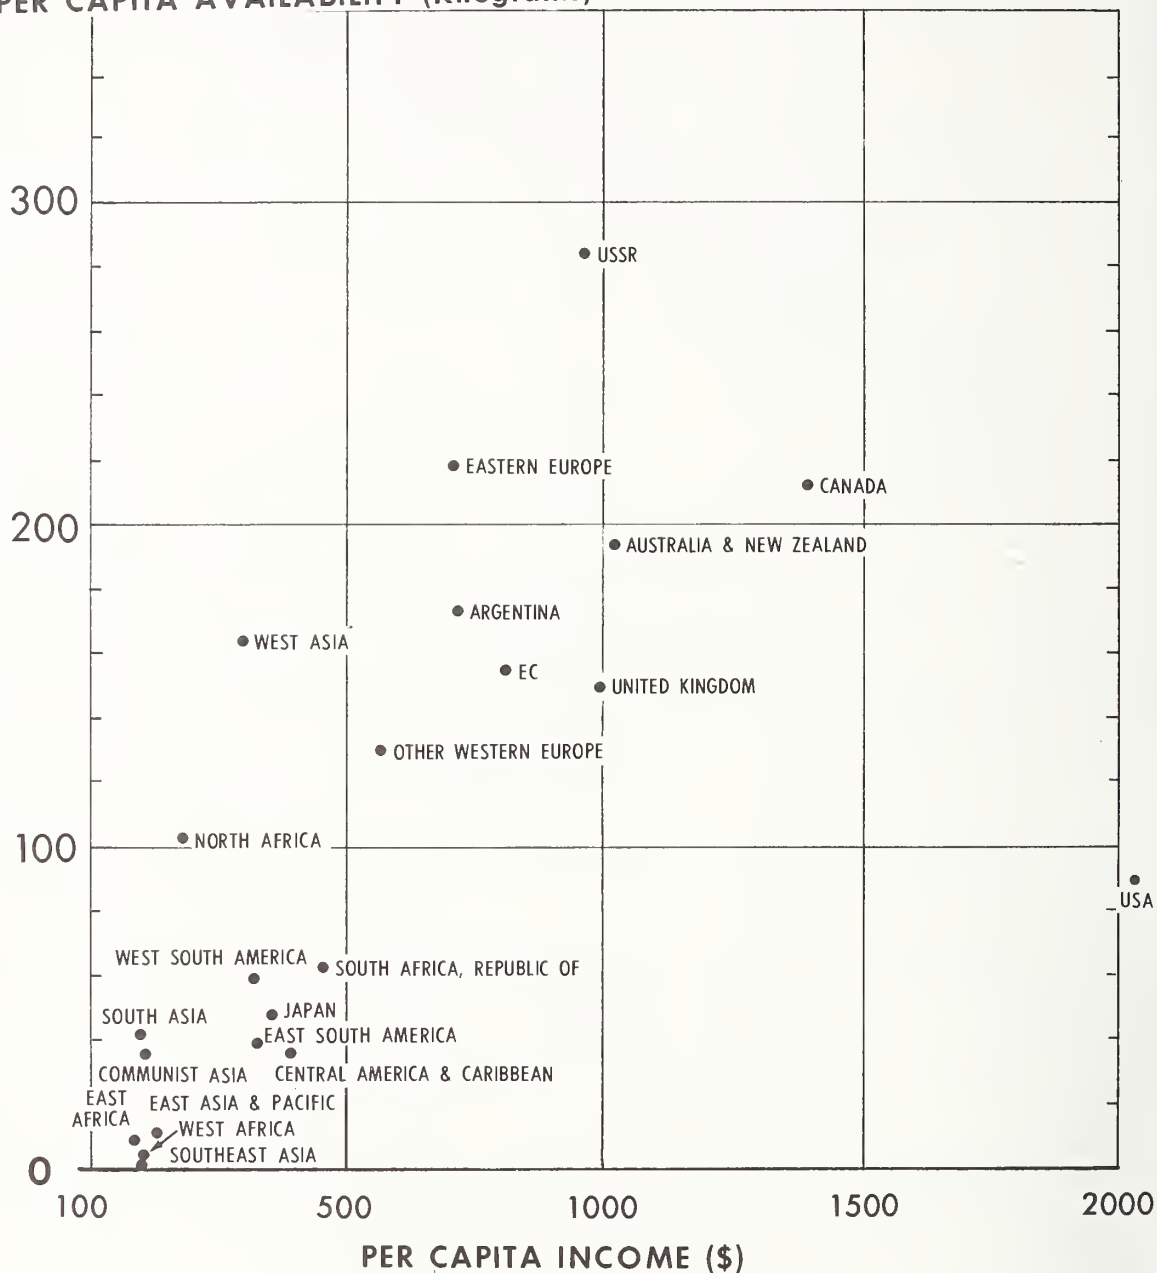 PER CAPITA AVAILABILITY (Kilograms)
300
USSR
EASTERN EUROPE
CANADA
200
AUSTRALIA & NEW ZEALAND
ARGENTINA
WEST ASIA
EC
UNITED KINGDOM
OTHER WESTERN EUROPE
NORTH AFRICA
100
USA
WEST SOUTH AMERICA
SOUTH AFRICA, REPUBLIC OF
JAPAN
SOUTH ASIA
EAST SOUTH AMERICA
COMMUNIST ASIA
CENTRAL AMERICA & CARIBBEAN
EAST
AFRICA
EAST ASIA & PACIFIC
WEST AFRICA
SOUTHEAST ASIA
0
100
500
1000
1500
2000
PER CAPITA INCOME ($)